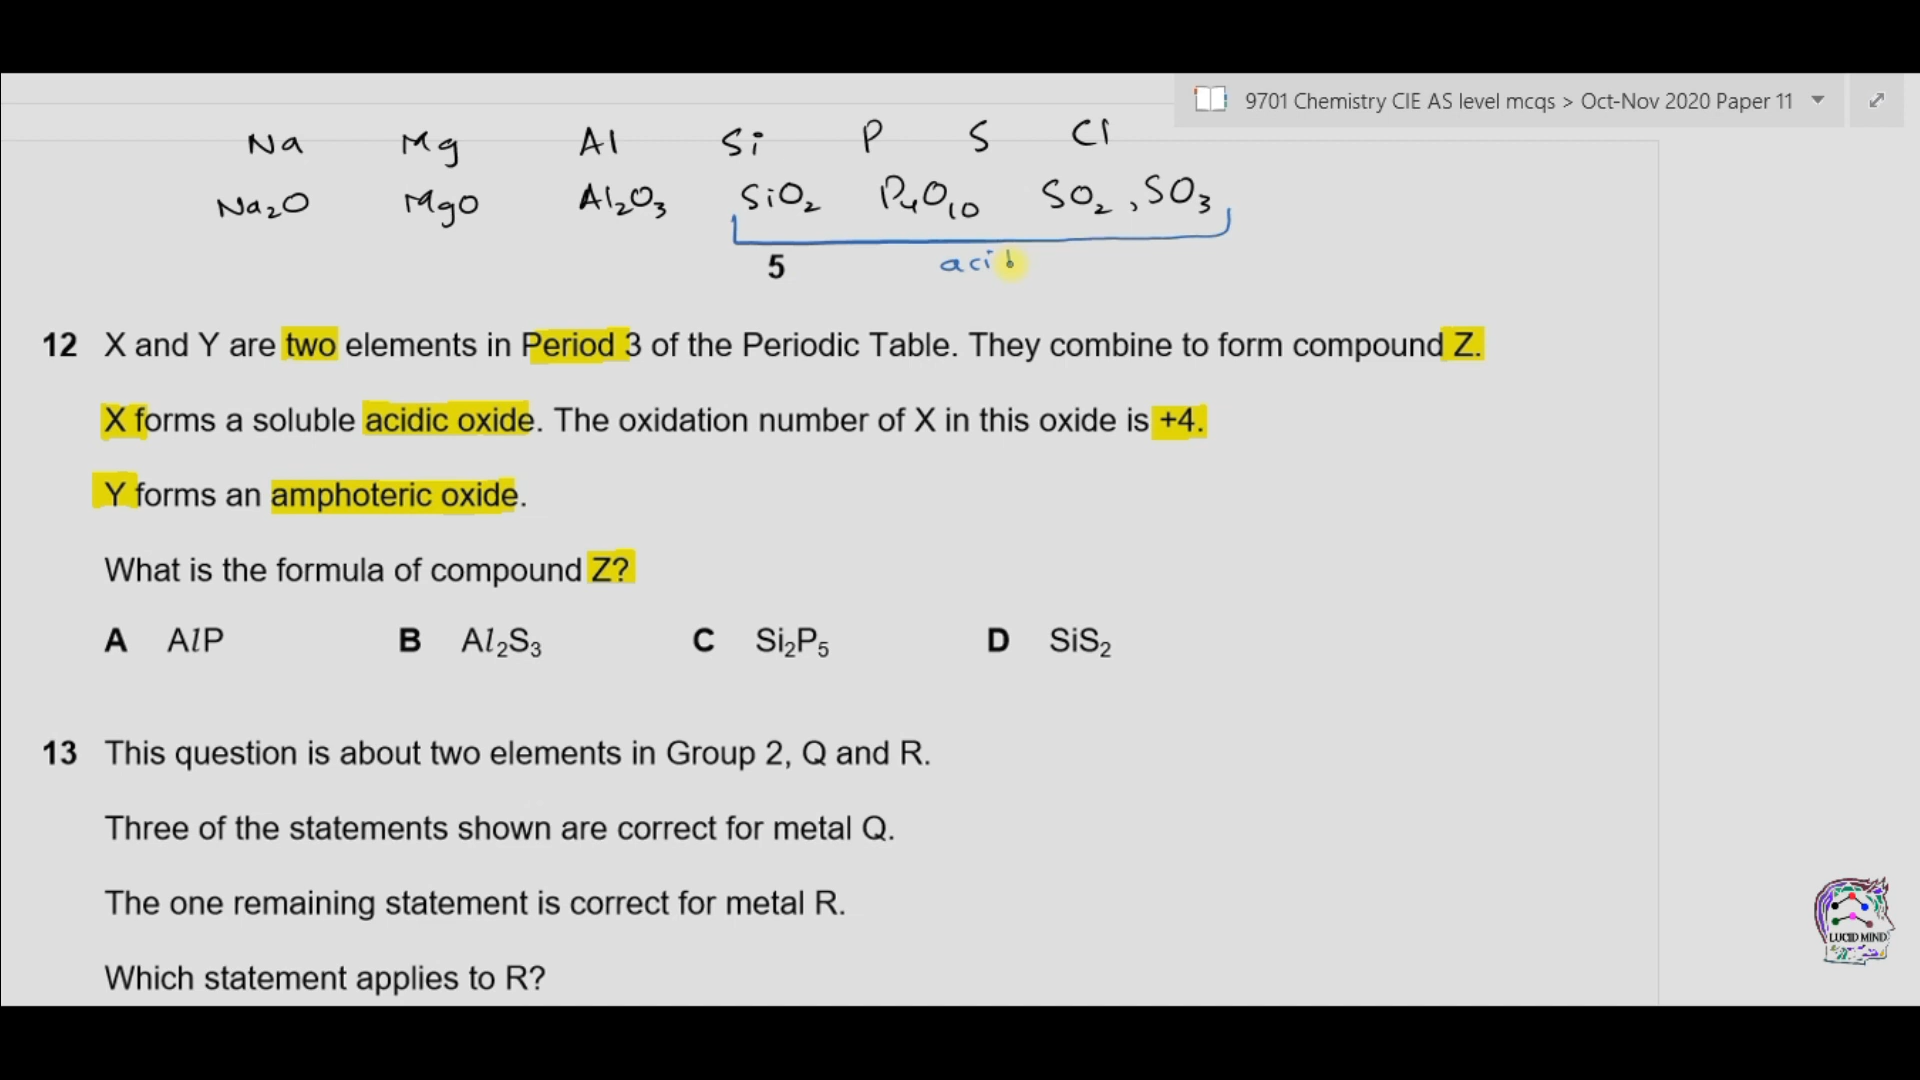 9701 Chemistry CIE AS level mcqs > Oct-Nov 2020 Paper 11
Na Mg Al Si P S Cl
Na₂O MgO Al₂O₃ SiO₂ P₄O₁₀ SO₂ , SO₃
5 aci
12 X and Y are two elements in Period 3 of the Periodic Table. They combine to form compound Z.
X forms a soluble acidic oxide. The oxidation number of X in this oxide is +4.
Y forms an amphoteric oxide.
What is the formula of compound Z?
A AlP B Al₂S₃ C Si₂P₅ D SiS₂
13 This question is about two elements in Group 2, Q and R.
Three of the statements shown are correct for metal Q.
The one remaining statement is correct for metal R.
LUCID MIND
Which statement applies to R?